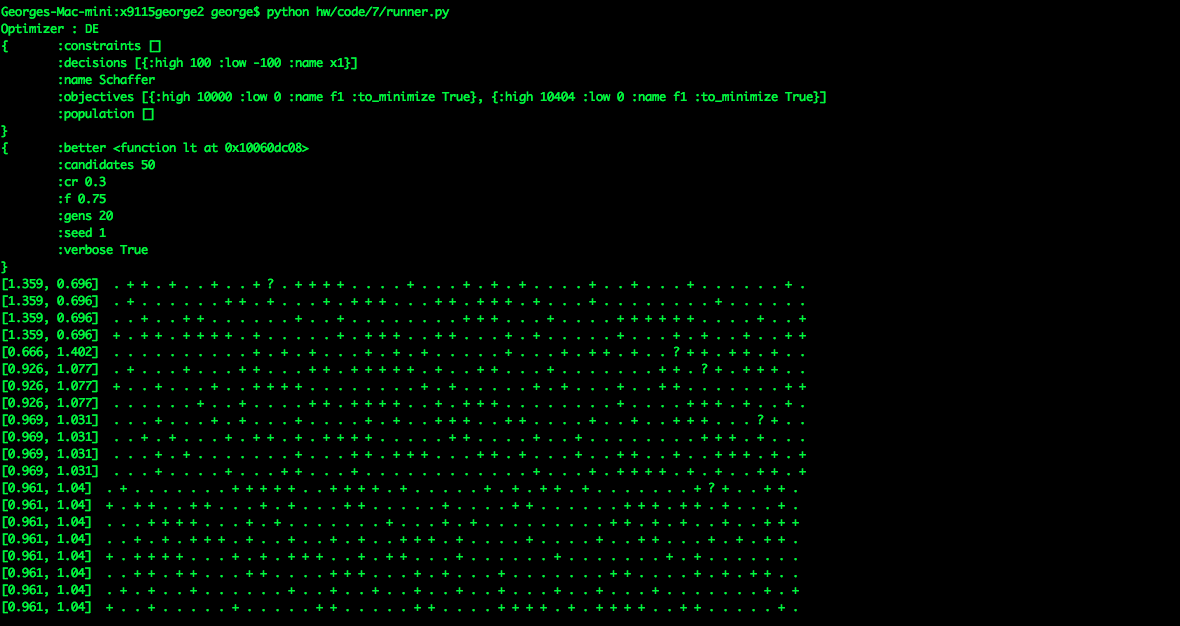 Georges-Mac-mini:x9115george2 george$ python hw/code/7/runner.py
Optimizer : DE
{ :constraints []
:decisions [{:high 100 :low -100 :name x1}]
:name Schaffer
:objectives [{:high 10000 :low 0 :name f1 :to_minimize True}, {:high 10404 :low 0 :name f1 :to_minimize True}]
:population []
}
{ :better <function lt at 0x10060dc08>
:candidates 50
:cr 0.3
:f 0.75
:gens 20
:seed 1
:verbose True
}
[1.359, 0.696] . + + . + . . + . . + ? . + + + + . . . . + . . . + . + . + . . . . + . . + . . . + . . . . . . + .
[1.359, 0.696] . + . . . . . . + + . + . . . + . + + + . . . + + . + + + . + . . . + . . . . . . . . + . . . . . .
[1.359, 0.696] . . + . . + + . . . . . . + . . + . . . . . . . . + + + . . . + . . . . + + + + + + . . . . + . . +
[1.359, 0.696] + . + + . + + + + . + . . . . . + . + + + . . + + . . . + . + . . . . . + . . . + . + . . + . . + +
[0.666, 1.402] . . . . . . . . . . + . + . + . . . + . + . + . . . . . + . . . + . + + . + . . ? + + . + + . + . .
[0.926, 1.077] . + . . . + . . . + + . . . + + . + + + + + . + . . + + . . . + . . . . . . . + + . ? + . + + + . .
[0.926, 1.077] + . . + . . . + . . + + + + . . . . . . . . + . + . . . . . + . + . . . + . . + + . . . . . . . + +
[0.926, 1.077] . . . . . . + . . + . . . . + + . + + + + . . + . + + + . . . . . . . . + . . . . + + + . + . . + .
[0.969, 1.031] . . . + . . . + . + . . . + . . . . + . + . . + + + . . + + . . . . + . . + . . + + + . . . ? + . .
[0.969, 1.031] . . + . + . . . + . + + . + . + + + + . . . . . + + . . . . + . . + . . . . . . . . + + + . + . . .
[0.969, 1.031] . . . + . + . . . . . . . + . . . + + . + + + . . . + + . + . . . + . . + + . . + . . + + + . + . +
[0.969, 1.031] . . . + . . . . + . . . + + . . . + . . . . . . . . . . . . + . . . + . + + + + . + . + . . + + . +
[0.961, 1.04] . + . . . . . . . + + + + + . . + + + + . + . . . . . + . + . + + . + . . . . . . . + ? + . . + + .
[0.961, 1.04] + . + + . . + + . . + + . + . . . + + . . . . . + . . . . + + . . . . . . + + + . + + . + . . . + .
[0.961, 1.04] . . . + + + + . . . + . + . . . . . . . + . . . + . + . . . . . . . . . + + . + . + . . + . . + + +
[0.961, 1.04] . . + . + . + + + . + . . + . . + . + . . + + + . + . . . . + . . . . + . + + . . . + . + . + + .
[0.961, 1.04] + . + + + + . . . + . + . + + + . . + . + + . . . + . . . . . . + . . . . . . . + . + . . . . . . .
[0.961, 1.04] . . + + . + + . . . + + . . . . + + + . . . + . + . . . + . . . . . . . + + . . . . + . + . + + . .
[0.961, 1.04] . + . + . . + . . . . . . + . . + . . + . . + . + . . . + . . + . . + . . . . + . . . . . . . + . +
[0.961, 1.04] + . . + . . . . . + . . . . . + + . . . . . + + . . . . + + + + . + . + + + + . . + + . . . . . + .